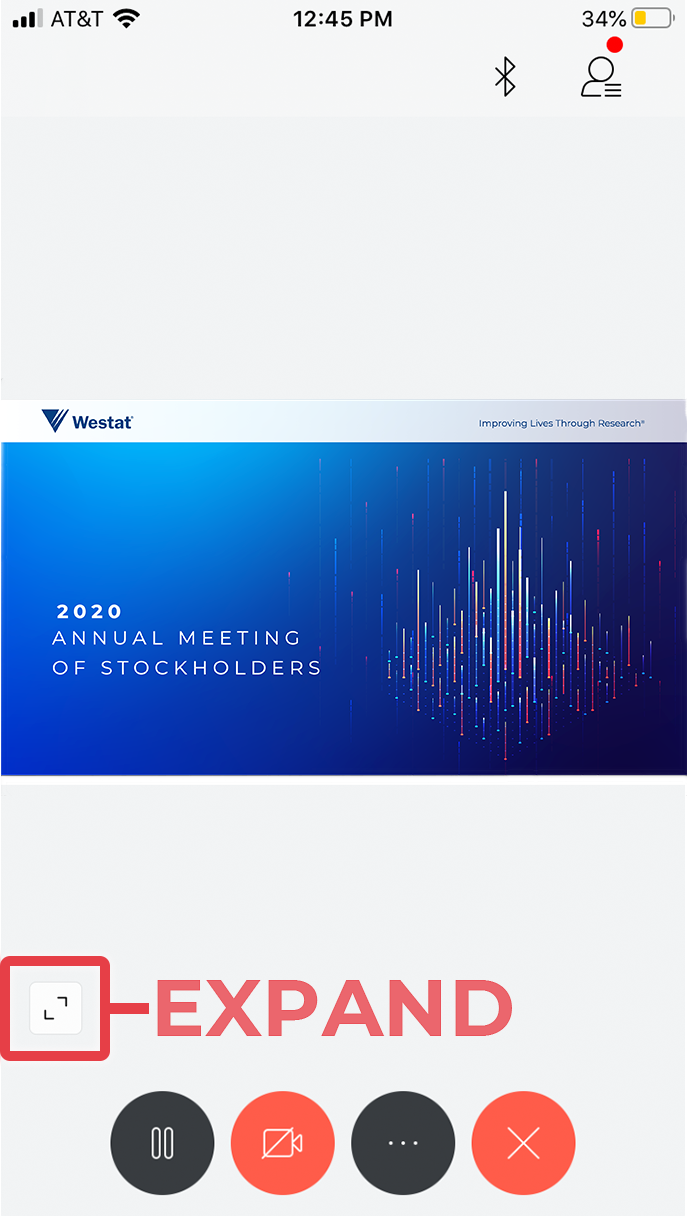 AT&T 12:45 PM 34%
Westat®
Improving Lives Through Research®
2020
ANNUAL MEETING
OF STOCKHOLDERS
EXPAND